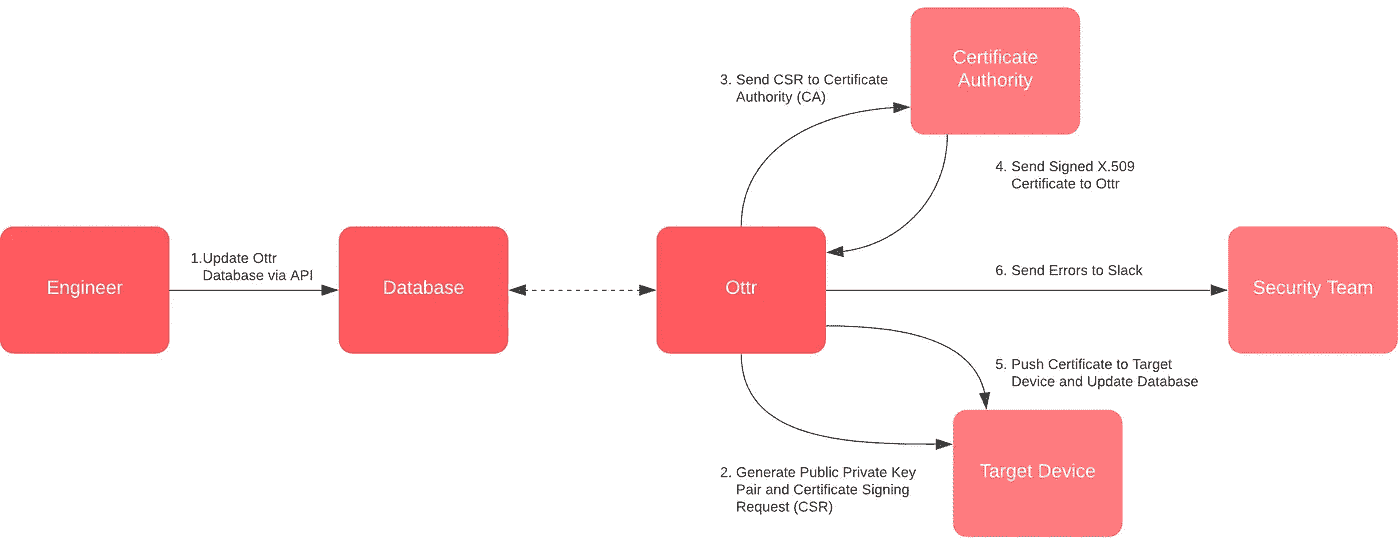 Certificate
Authority
3. Send CSR to Certificate
Authority (CA)
4. Send Signed X.509
Certificate to Ottr
Engineer
1.Update Ottr
Database via API
Database
Ottr
6. Send Errors to Slack
Security Team
5. Push Certificate to Target
Device and Update Database
Target Device
2. Generate Public Private Key
Pair and Certificate Signing
Request (CSR)